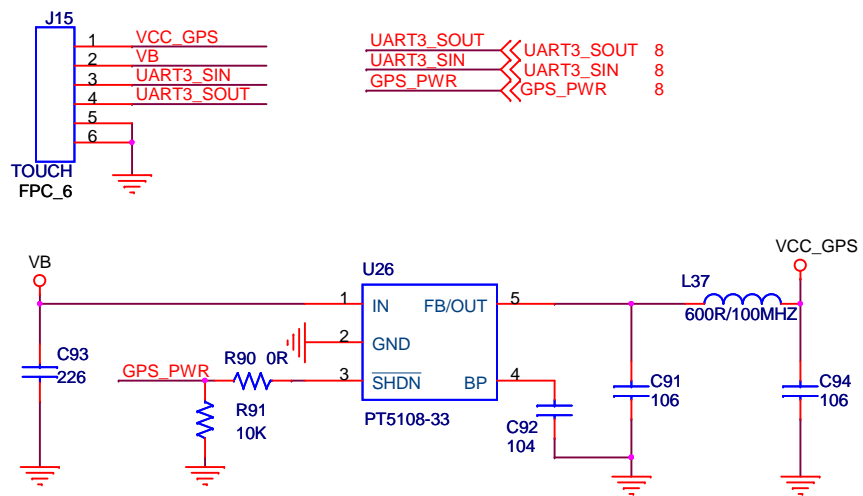 J15
1 VCC_GPS
2 VB
3 UART3_SIN
4 UART3_SOUT
5
6
TOUCH
FPC_6
UART3_SOUT UART3_SOUT 8
UART3_SIN UART3_SIN 8
GPS_PWR GPS_PWR 8
VB
C93
226
GPS_PWR
R90 0R
R91
10K
U26
1 IN FB/OUT 5
2 GND
3 SHDN BP 4
PT5108-33
C92
104
C91
106
L37
600R/100MHZ
VCC_GPS
C94
106